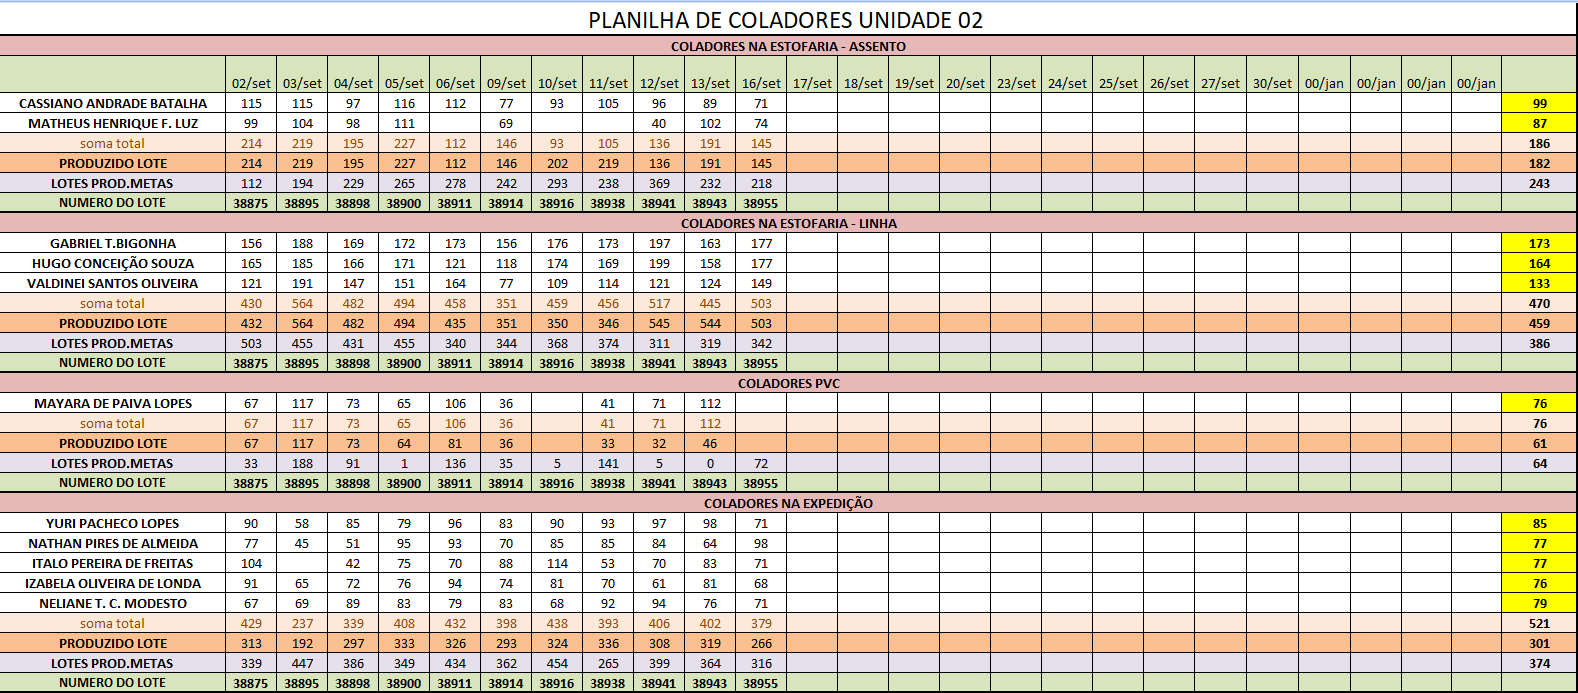 PLANILHA DE COLADORES UNIDADE 02
COLADORES NA ESTOFARIA - ASSENTO
02/set 03/set 04/set 05/set 06/set 09/set 10/set 11/set 12/set 13/set 16/set 17/set 18/set 19/set 20/set 23/set 24/set 25/set 26/set 27/set 30/set 00/jan 00/jan 00/jan 00/jan
CASSIANO ANDRADE BATALHA 115 115 97 116 112 77 93 105 96 89 71 99
MATHEUS HENRIQUE F. LUZ 99 104 98 111 69 40 102 74 87
soma total 214 219 195 227 112 146 93 105 136 191 145 186
PRODUZIDO LOTE 214 219 195 227 112 146 202 219 136 191 145 182
LOTES PROD.METAS 112 194 229 265 278 242 293 238 369 232 218 243
NUMERO DO LOTE 38875 38895 38898 38900 38911 38914 38916 38938 38941 38943 38955
COLADORES NA ESTOFARIA - LINHA
GABRIEL T.BIGONHA 156 188 169 172 173 156 176 173 197 163 177 173
HUGO CONCEIÇÃO SOUZA 165 185 166 171 121 118 174 169 199 158 177 164
VALDINEI SANTOS OLIVEIRA 121 191 147 151 164 77 109 114 121 124 149 133
soma total 430 564 482 494 458 351 459 456 517 445 503 470
PRODUZIDO LOTE 432 564 482 494 435 351 350 346 545 544 503 459
LOTES PROD.METAS 503 455 431 455 340 344 368 374 311 319 342 386
NUMERO DO LOTE 38875 38895 38898 38900 38911 38914 38916 38938 38941 38943 38955
COLADORES PVC
MAYARA DE PAIVA LOPES 67 117 73 65 106 36 41 71 112 76
soma total 67 117 73 65 106 36 41 71 112 76
PRODUZIDO LOTE 67 117 73 64 81 36 33 32 46 61
LOTES PROD.METAS 33 188 91 1 136 35 5 141 5 0 72 64
NUMERO DO LOTE 38875 38895 38898 38900 38911 38914 38916 38938 38941 38943 38955
COLADORES NA EXPEDIÇÃO
YURI PACHECO LOPES 90 58 85 79 96 83 90 93 97 98 71 85
NATHAN PIRES DE ALMEIDA 77 45 51 95 93 70 85 85 84 64 98 77
ITALO PEREIRA DE FREITAS 104 42 75 70 88 114 53 70 83 71 77
IZABELA OLIVEIRA DE LONDA 91 65 72 76 94 74 81 70 61 81 68 76
NELIANE T. C. MODESTO 67 69 89 83 79 83 68 92 94 76 71 79
soma total 429 237 339 408 432 398 438 393 406 402 379 521
PRODUZIDO LOTE 313 192 297 333 326 293 324 336 308 319 266 301
LOTES PROD.METAS 339 447 386 349 434 362 454 265 399 364 316 374
NUMERO DO LOTE 38875 38895 38898 38900 38911 38914 38916 38938 38941 38943 38955